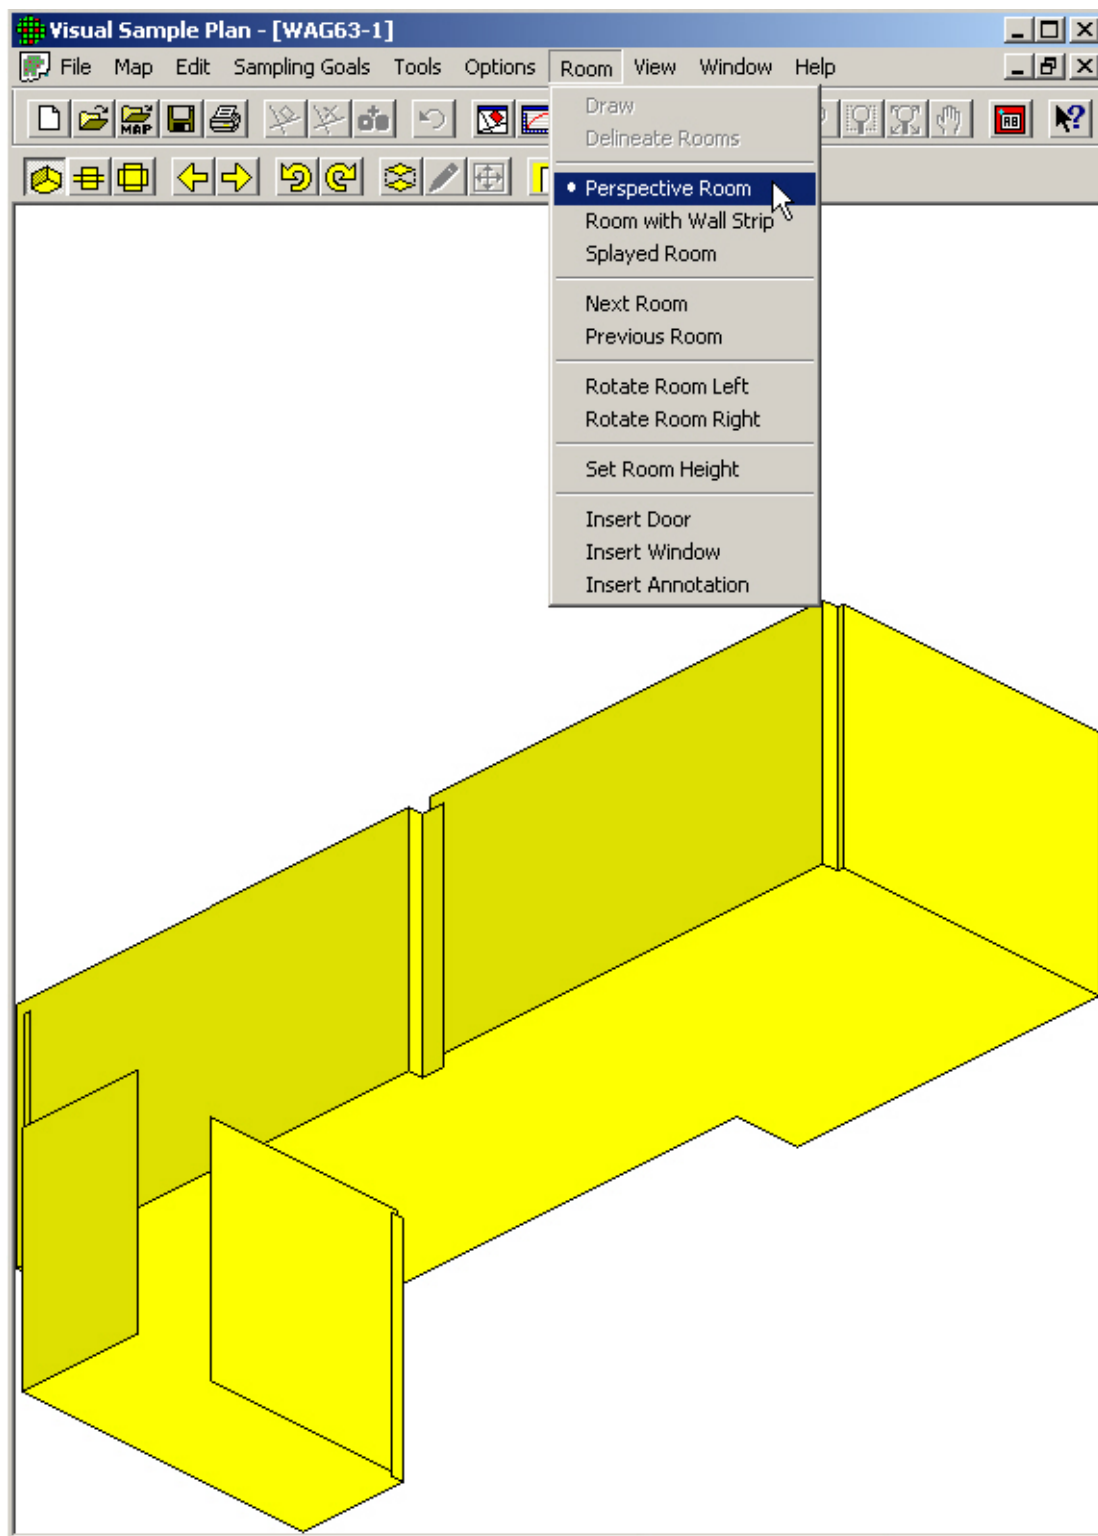 Visual Sample Plan - [WAG63-1]
File Map Edit Sampling Goals Tools Options Room View Window Help
MAP
AB
Draw
Delineate Rooms
Perspective Room
Room with Wall Strip
Splayed Room
Next Room
Previous Room
Rotate Room Left
Rotate Room Right
Set Room Height
Insert Door
Insert Window
Insert Annotation